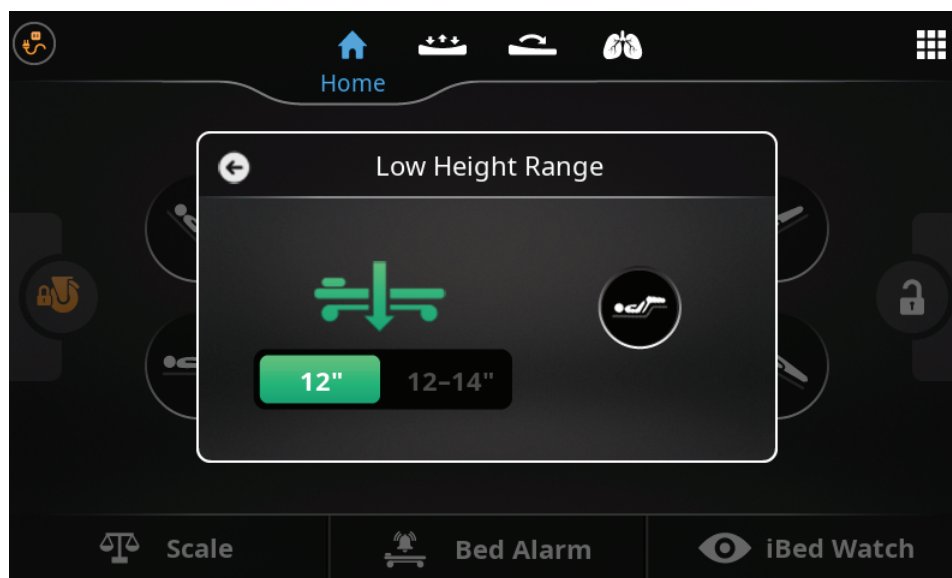 Home
Low Height Range
12"
12–14"
Scale
Bed Alarm
iBed Watch